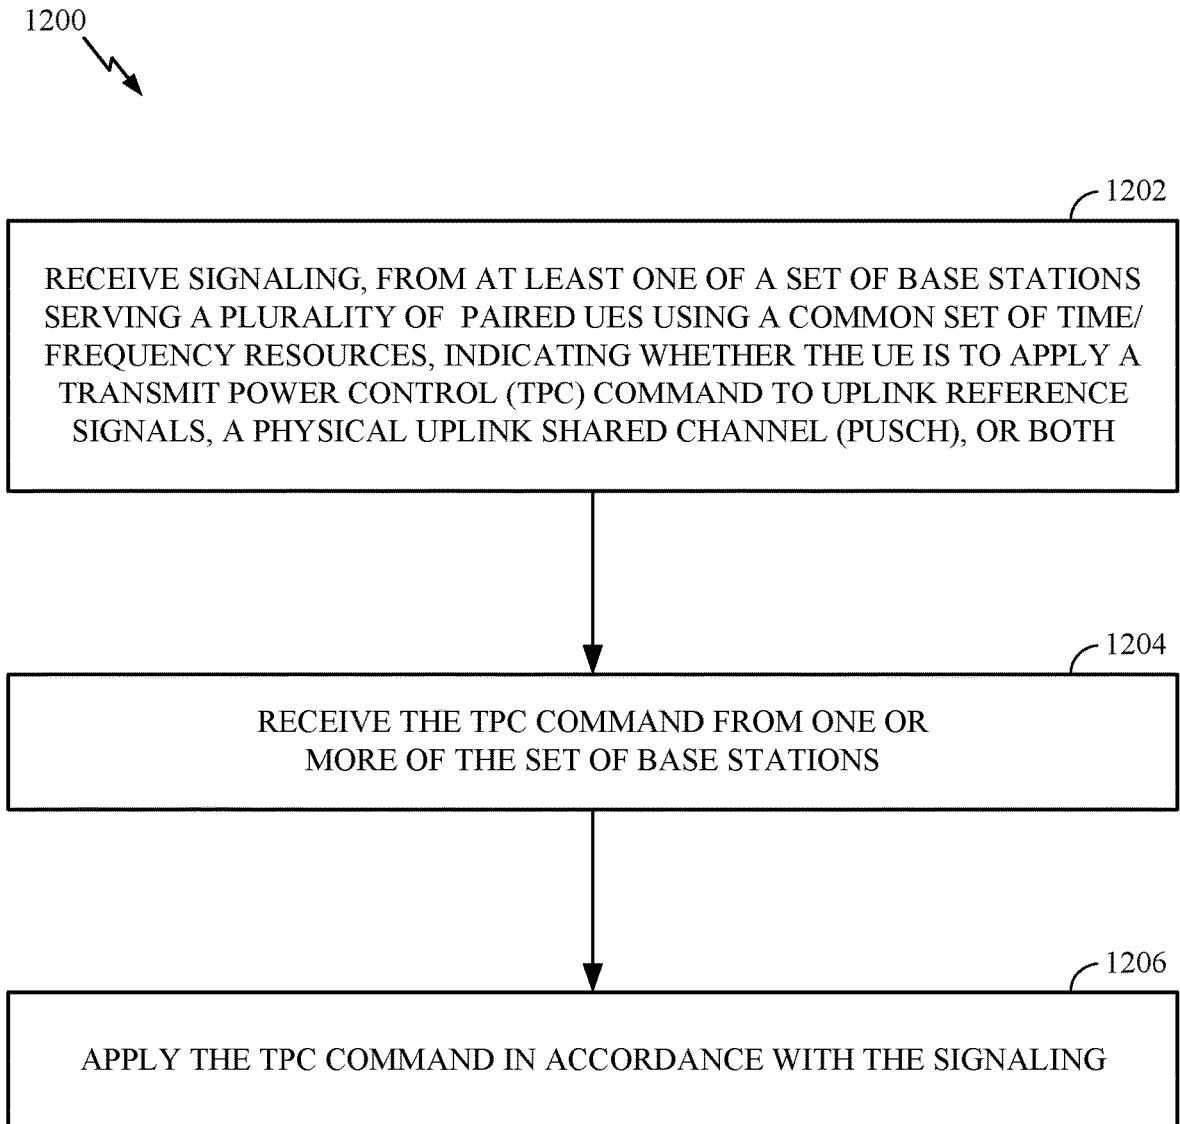 1200
1202
RECEIVE SIGNALING, FROM AT LEAST ONE OF A SET OF BASE STATIONS
SERVING A PLURALITY OF PAIRED UES USING A COMMON SET OF TIME/
FREQUENCY RESOURCES, INDICATING WHETHER THE UE IS TO APPLY A
TRANSMIT POWER CONTROL (TPC) COMMAND TO UPLINK REFERENCE
SIGNALS, A PHYSICAL UPLINK SHARED CHANNEL (PUSCH), OR BOTH
1204
RECEIVE THE TPC COMMAND FROM ONE OR
MORE OF THE SET OF BASE STATIONS
1206
APPLY THE TPC COMMAND IN ACCORDANCE WITH THE SIGNALING